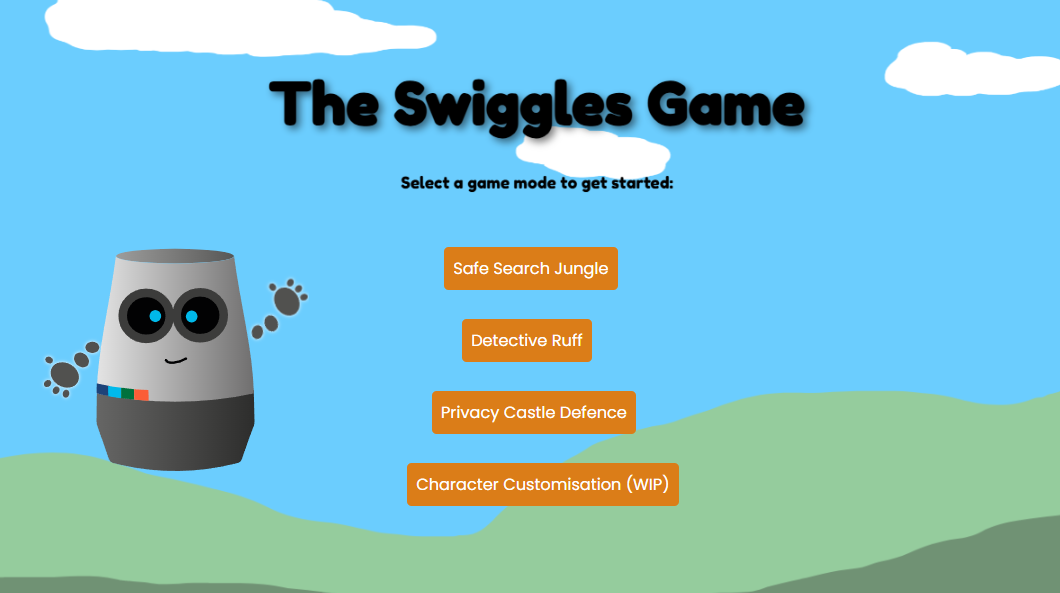 The Swiggles Game
Select a game mode to get started:
Safe Search Jungle
Detective Ruff
Privacy Castle Defence
Character Customisation (WIP)